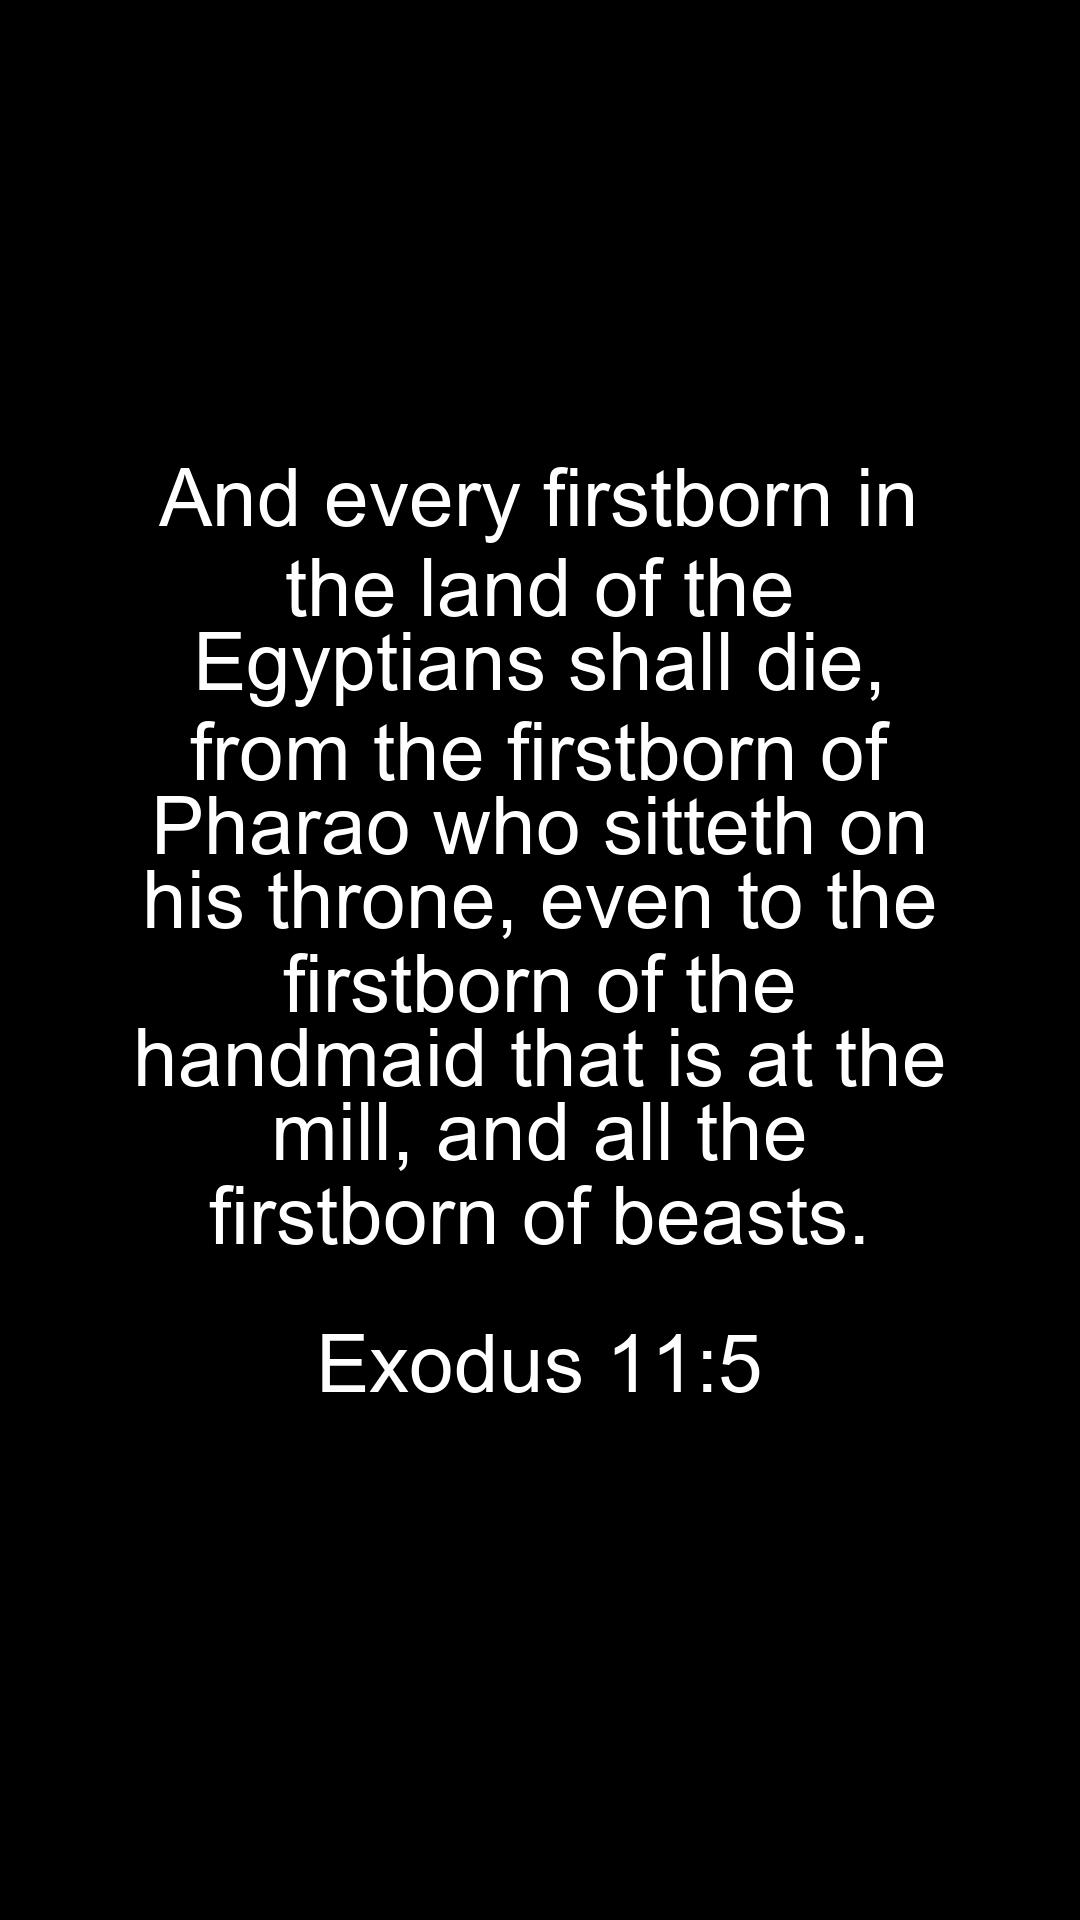 And every firstborn in
the land of the
Egyptians shall die,
from the firstborn of
Pharao who sitteth on
his throne, even to the
firstborn of the
handmaid that is at the
mill, and all the
firstborn of beasts.
Exodus 11:5